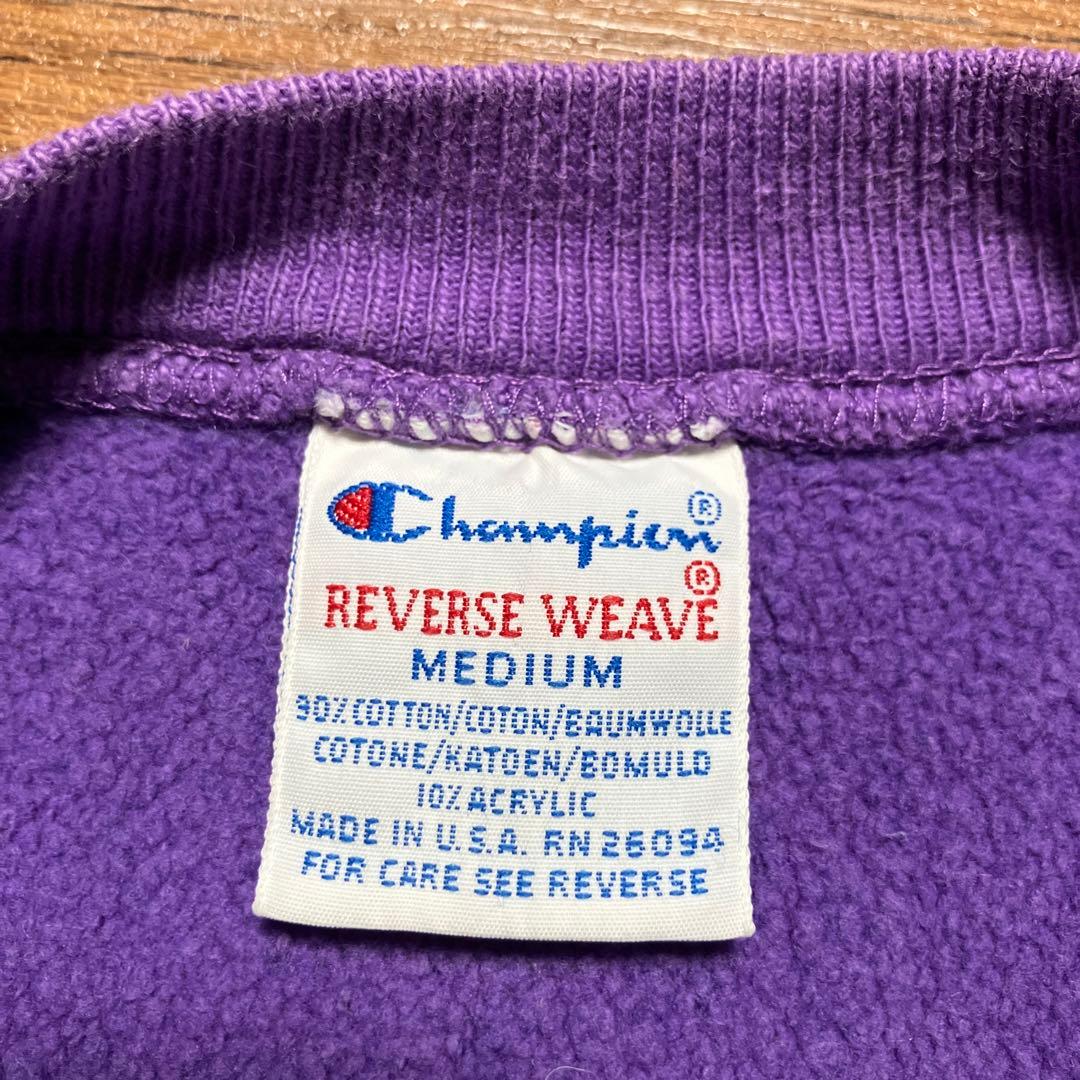 Champion®
REVERSE WEAVE®
MEDIUM
90% COTTON/COTON/BAUMWOLLE
COTONE/KATOEN/BOMULD
10% ACRYLIC
MADE IN U.S.A. RN 26094
FOR CARE SEE REVERSE